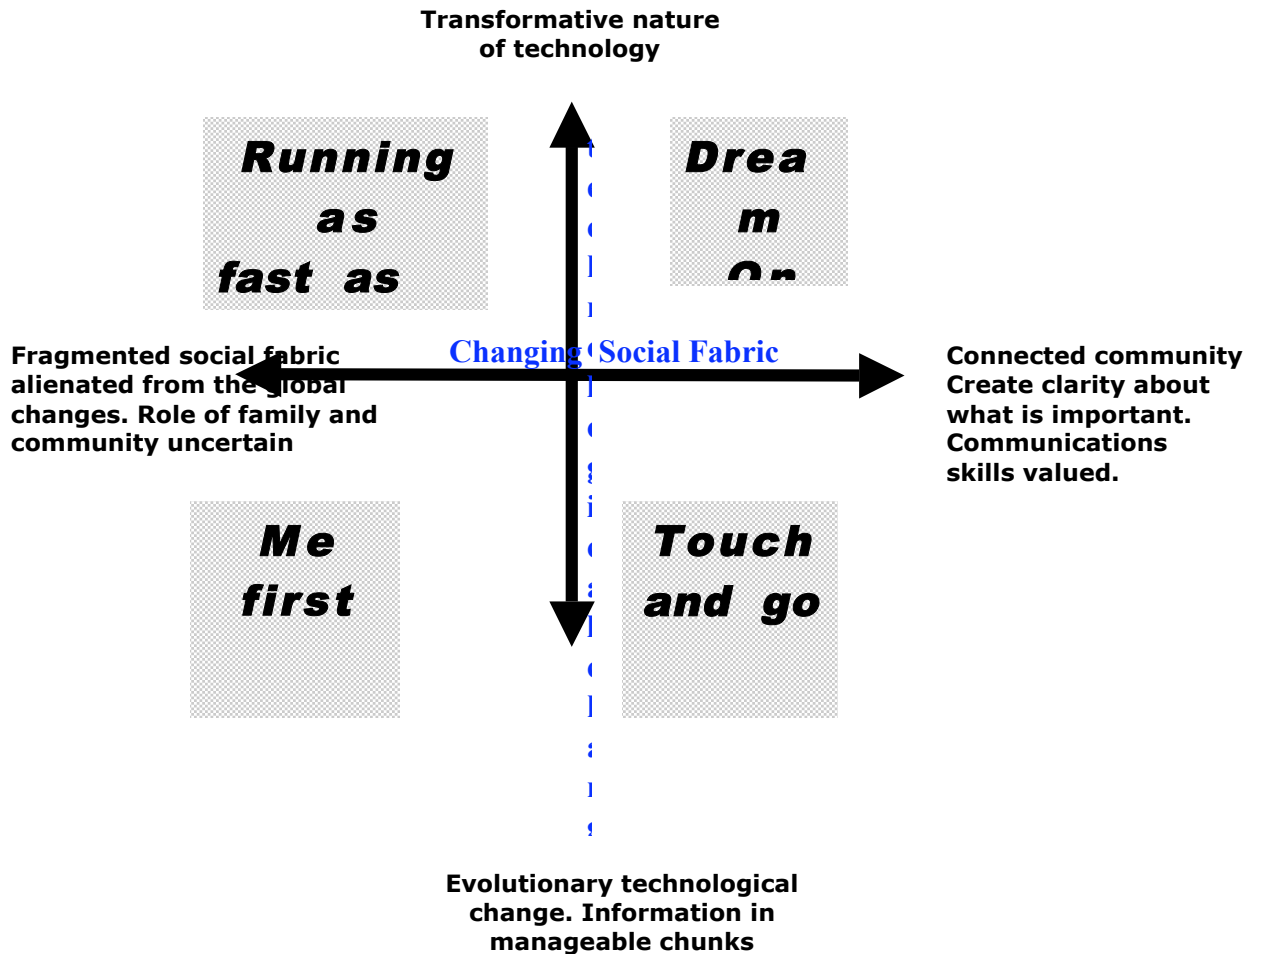 Transformative nature
of technology
Running
as
fast as
Drea
m
On
Changing Social Fabric
Fragmented social fabric
alienated from the global
changes. Role of family and
community uncertain
Connected community
Create clarity about
what is important.
Communications
skills valued.
Me
first
Touch
and go
Evolutionary technological
change. Information in
manageable chunks